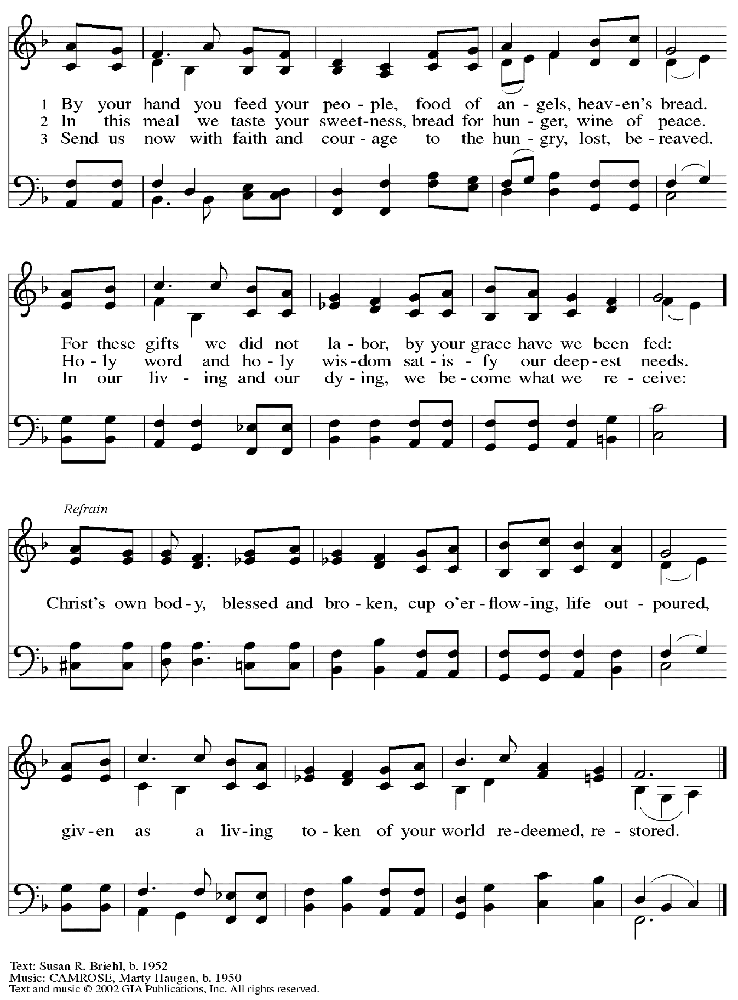 1 By your hand you feed your peo - ple, food of an - gels, heav - en's bread.
2 In this meal we taste your sweet - ness, bread for hun - ger, wine of peace.
3 Send us now with faith and cour - age to the hun - gry, lost, be - reaved.
For these gifts we did not la - bor, by your grace have we been fed:
Ho - ly word and ho - ly wis - dom sat - is - fy our deep - est needs.
In our liv - ing and our dy - ing, we be - come what we re - ceive:
Refrain
Christ's own bod - y, blessed and bro - ken, cup o'er - flow - ing, life out - poured,
giv - en as a liv - ing to - ken of your world re - deemed, re - stored.
Text: Susan R. Briehl, b. 1952
Music: CAMROSE, Marty Haugen, b. 1950
Text and music © 2002 GIA Publications, Inc. All rights reserved.